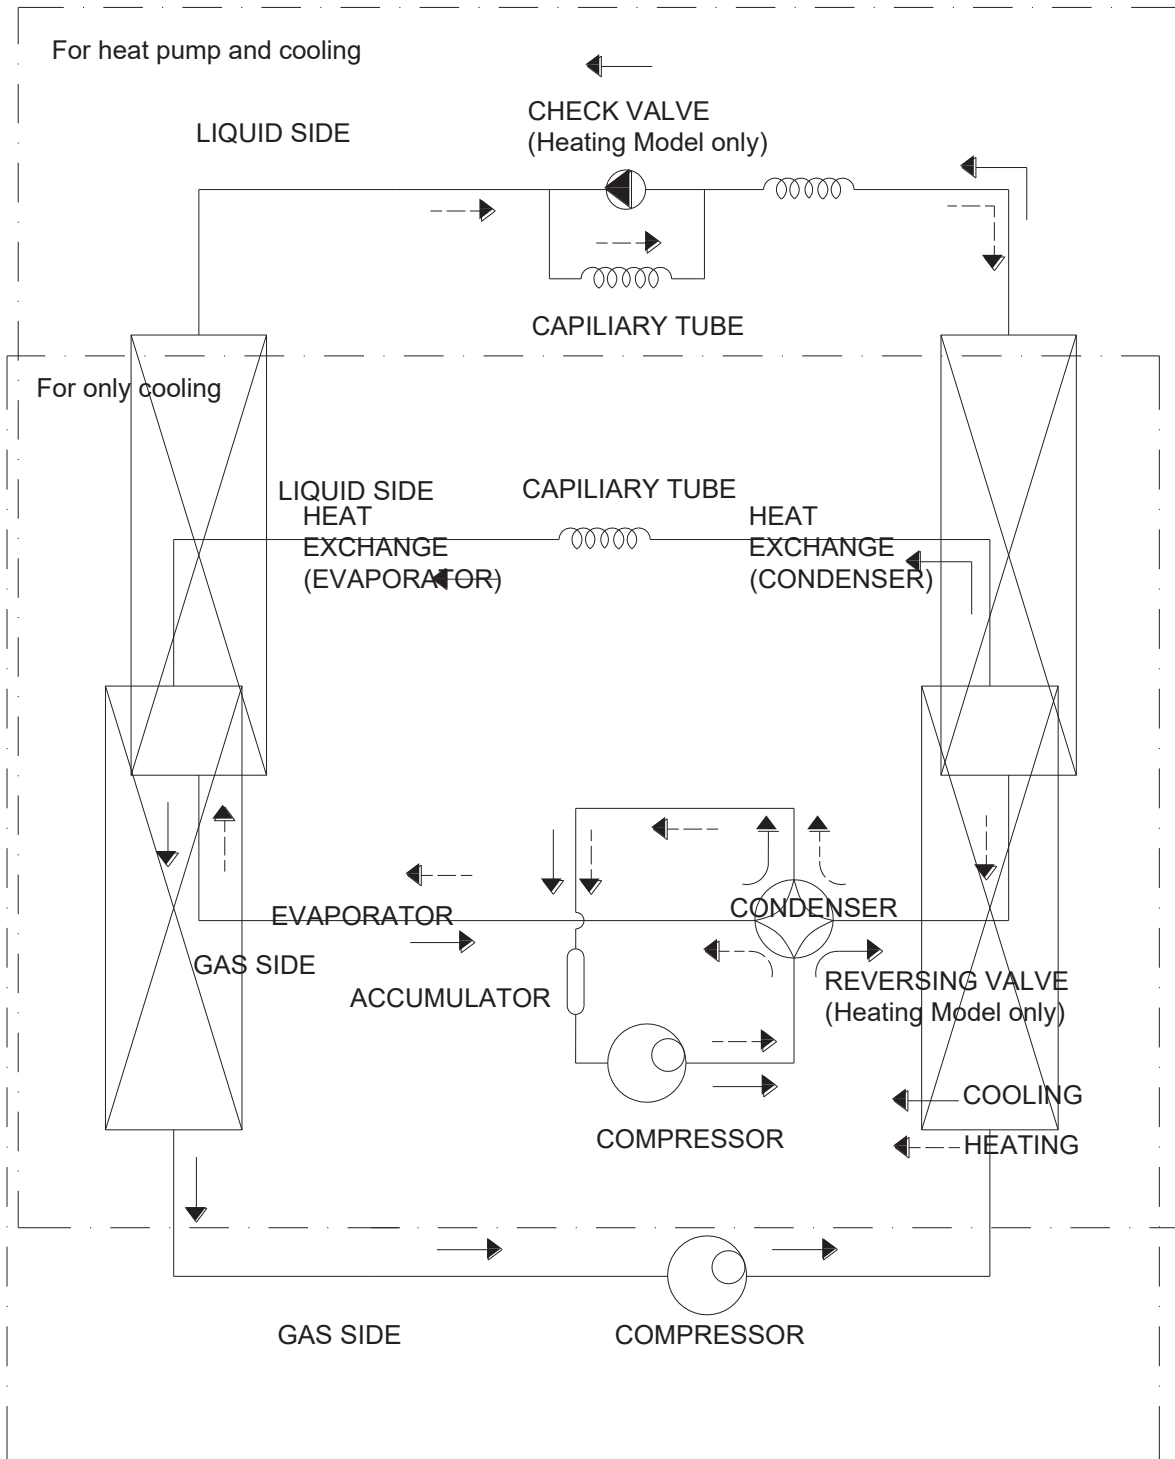 For heat pump and cooling
CHECK VALVE
(Heating Model only)
LIQUID SIDE
CAPILIARY TUBE
For only cooling
LIQUID SIDE
CAPILIARY TUBE
HEAT
EXCHANGE
(EVAPORATOR)
HEAT
EXCHANGE
(CONDENSER)
EVAPORATOR
CONDENSER
GAS SIDE
ACCUMULATOR
REVERSING VALVE
(Heating Model only)
COOLING
COMPRESSOR
HEATING
GAS SIDE
COMPRESSOR